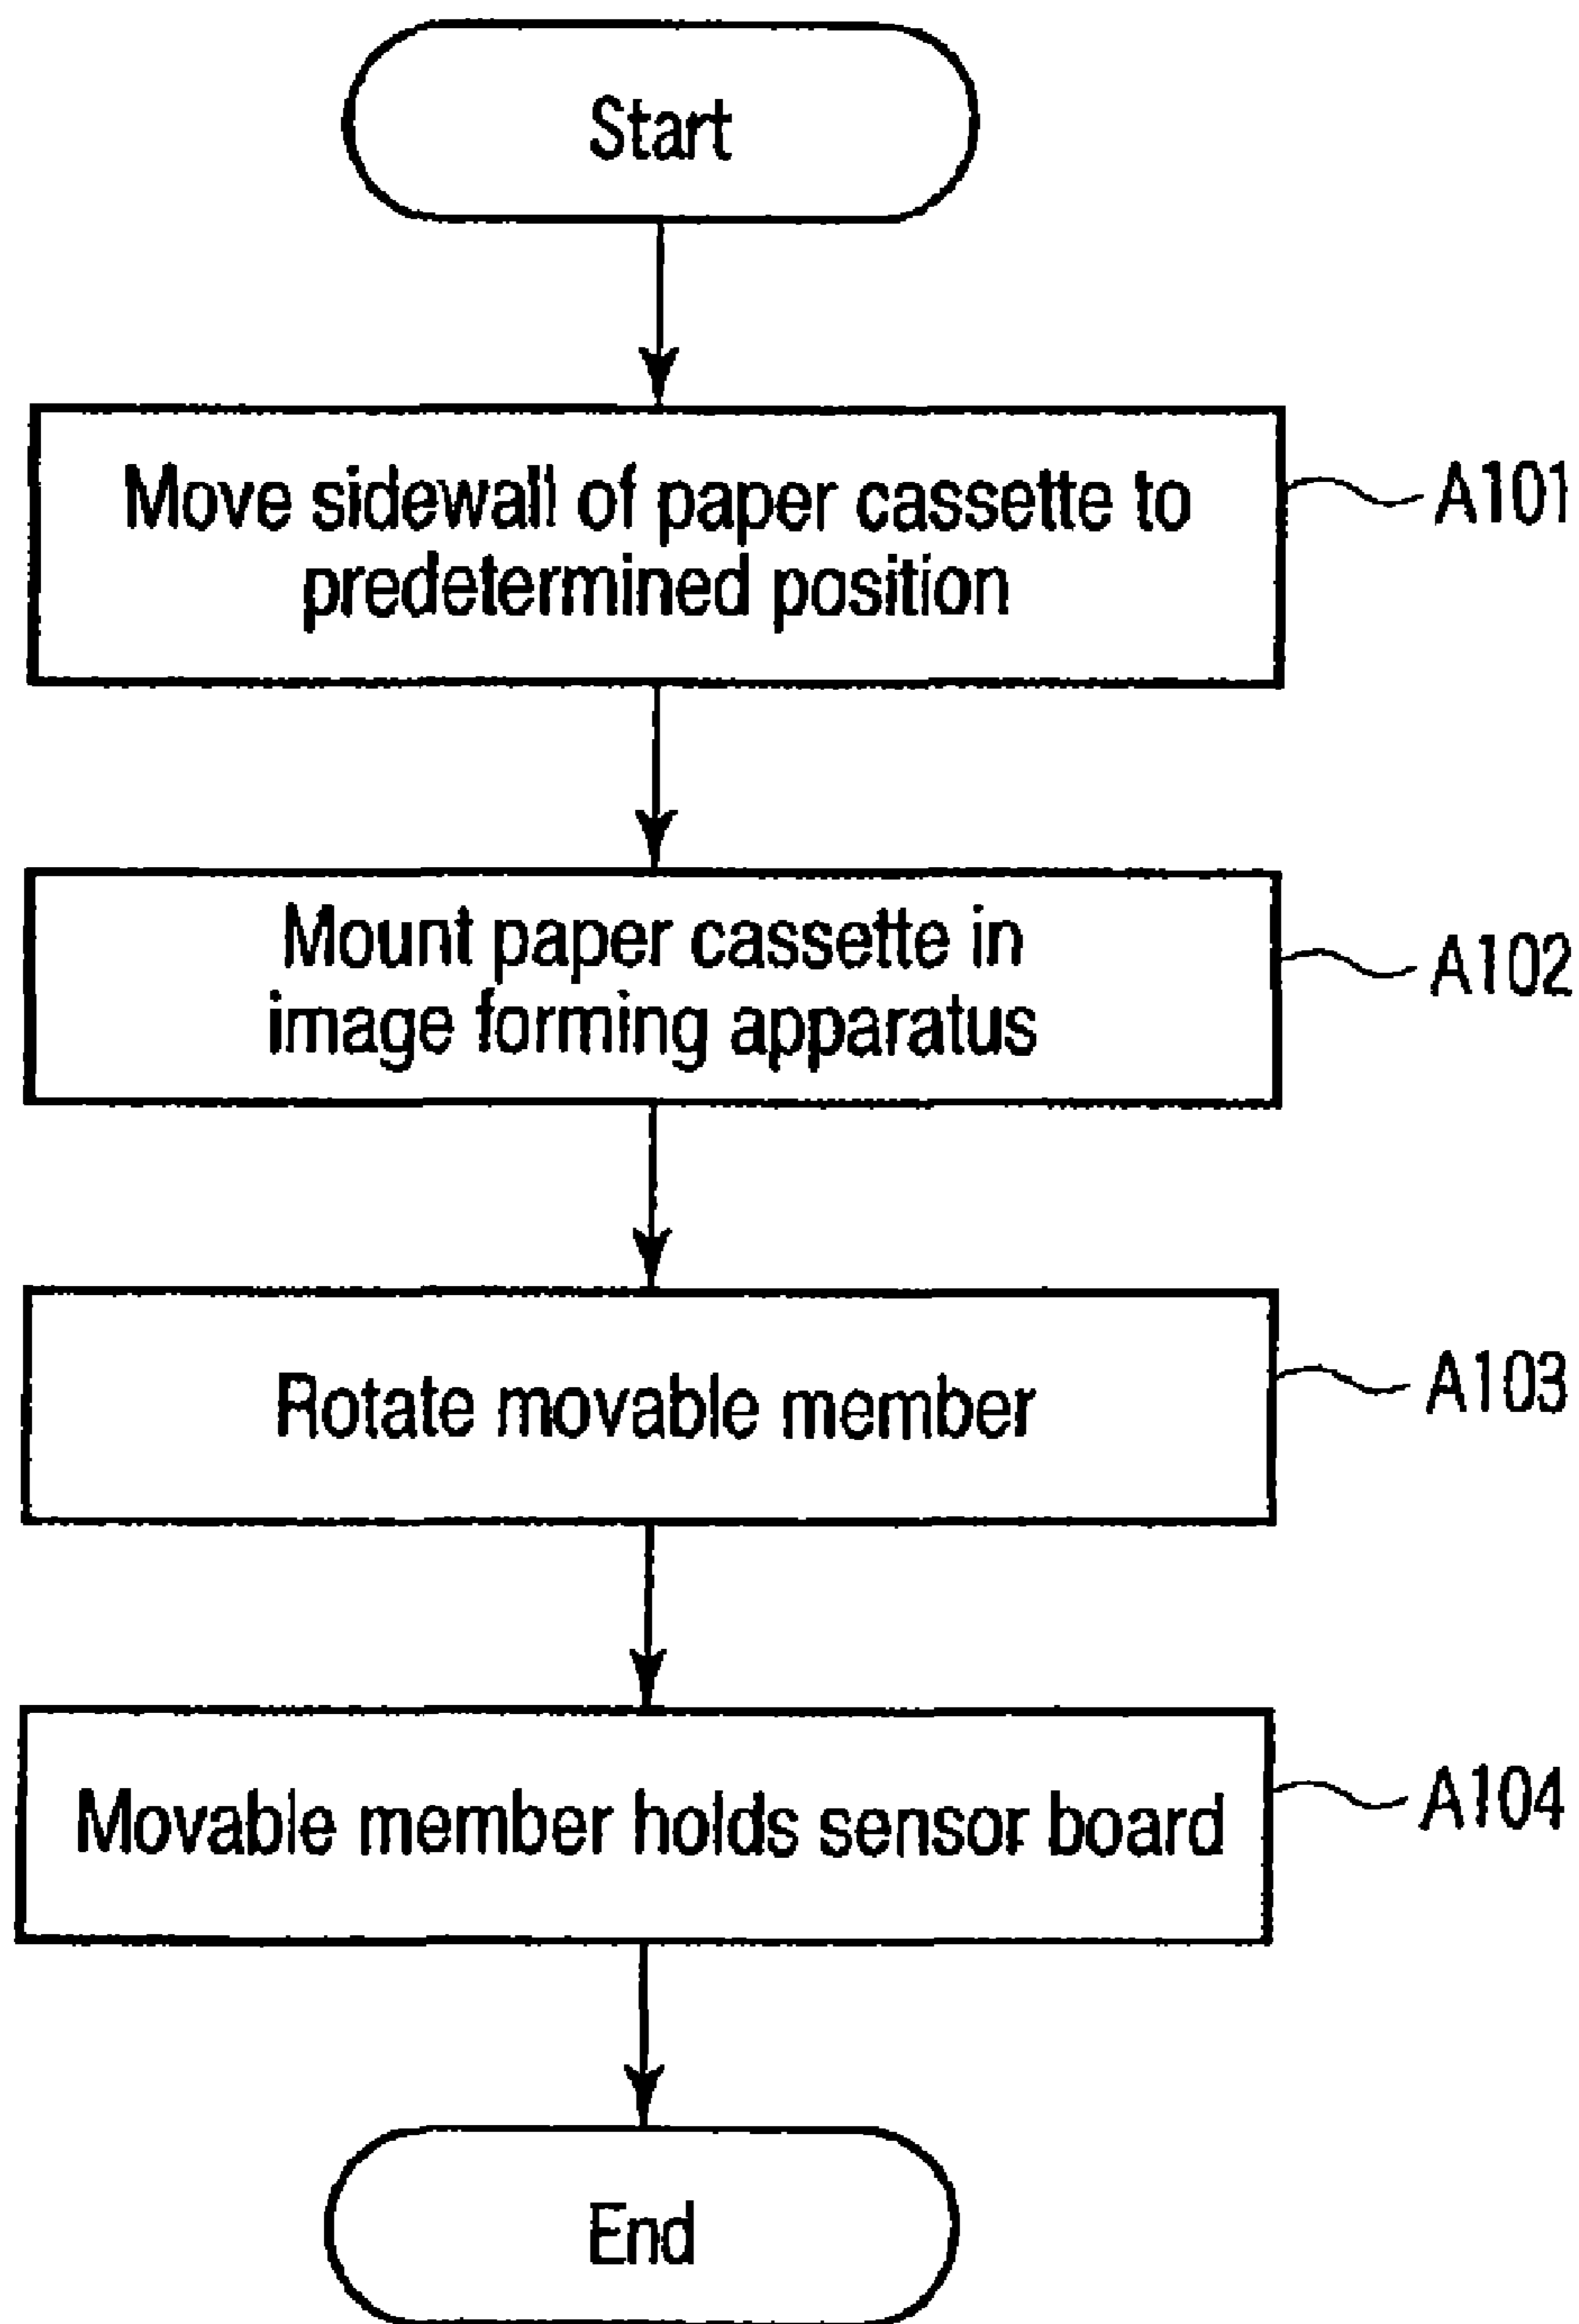 Start
Move sidewall of paper cassette to
predetermined position
A101
Mount paper cassette in
image forming apparatus
A102
Rotate movable member
A103
Movable member holds sensor board
A104
End